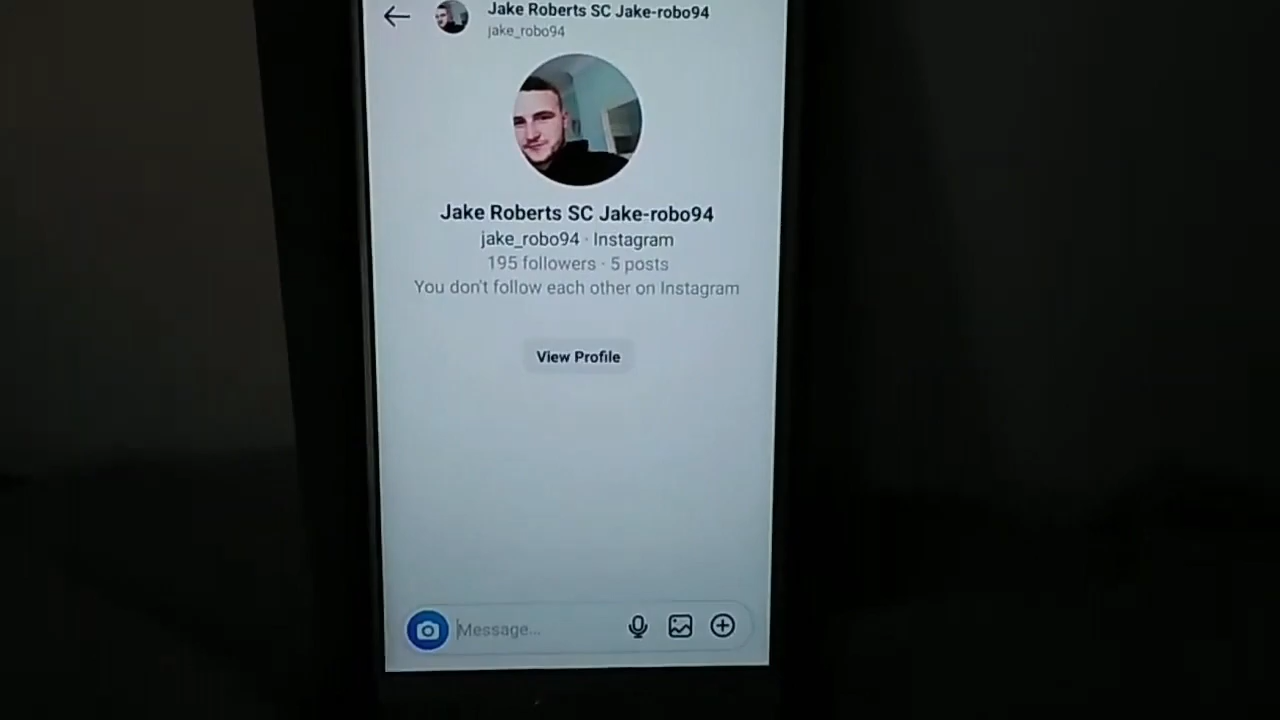 Jake Roberts SC Jake-robo94
jake_robo94
Jake Roberts SC Jake-robo94
jake_robo94 · Instagram
195 followers · 5 posts
You don't follow each other on Instagram
View Profile
Message...